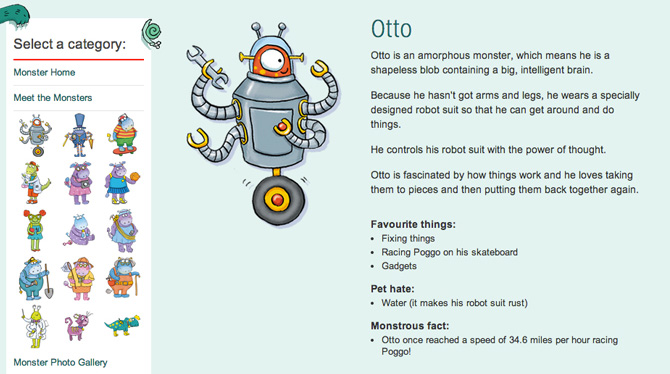 Select a category:
Monster Home
Meet the Monsters
Monster Photo Gallery
Otto
Otto is an amorphous monster, which means he is a
shapeless blob containing a big, intelligent brain.
Because he hasn't got arms and legs, he wears a specially
designed robot suit so that he can get around and do
things.
He controls his robot suit with the power of thought.
Otto is fascinated by how things work and he loves taking
them to pieces and then putting them back together again.
Favourite things:
• Fixing things
• Racing Poggo on his skateboard
• Gadgets
Pet hate:
• Water (it makes his robot suit rust)
Monstrous fact:
• Otto once reached a speed of 34.6 miles per hour racing
Poggo!